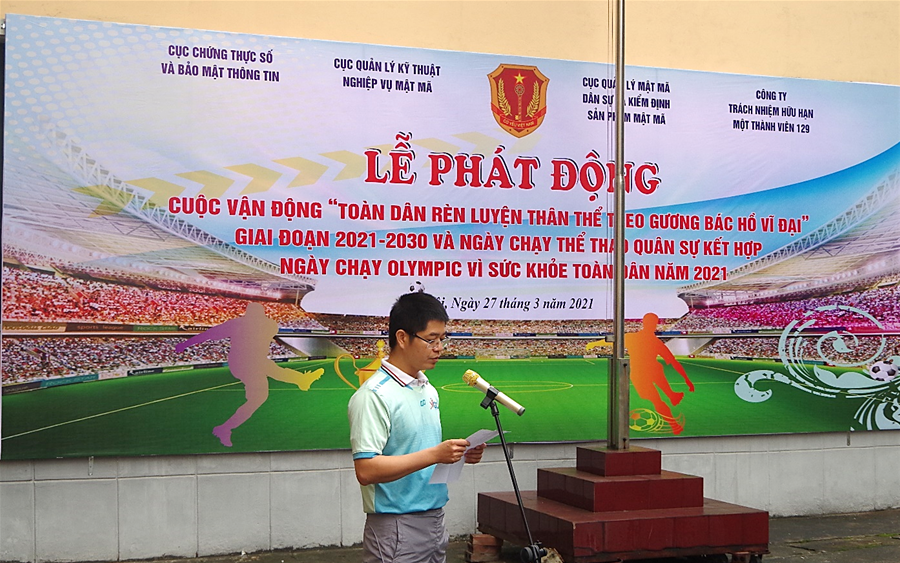 CỤC CHỨNG THỰC SỐ
VÀ BẢO MẬT THÔNG TIN
CỤC QUẢN LÝ KỸ THUẬT
NGHIỆP VỤ MẬT MÃ
CỤC QUẢN LÝ MẬT MÃ
DÂN SỰ VÀ KIỂM ĐỊNH
SẢN PHẨM MẬT MÃ
CÔNG TY
TRÁCH NHIỆM HỮU HẠN
MỘT THÀNH VIÊN 129
LỄ PHÁT ĐỘNG
CUỘC VẬN ĐỘNG "TOÀN DÂN RÈN LUYỆN THÂN THỂ THEO GƯƠNG BÁC HỒ VĨ ĐẠI"
GIAI ĐOẠN 2021-2030 VÀ NGÀY CHẠY THỂ THAO QUÂN SỰ KẾT HỢP
NGÀY CHẠY OLYMPIC VÌ SỨC KHỎE TOÀN DÂN NĂM 2021
Ngày 27 tháng 3 năm 2021